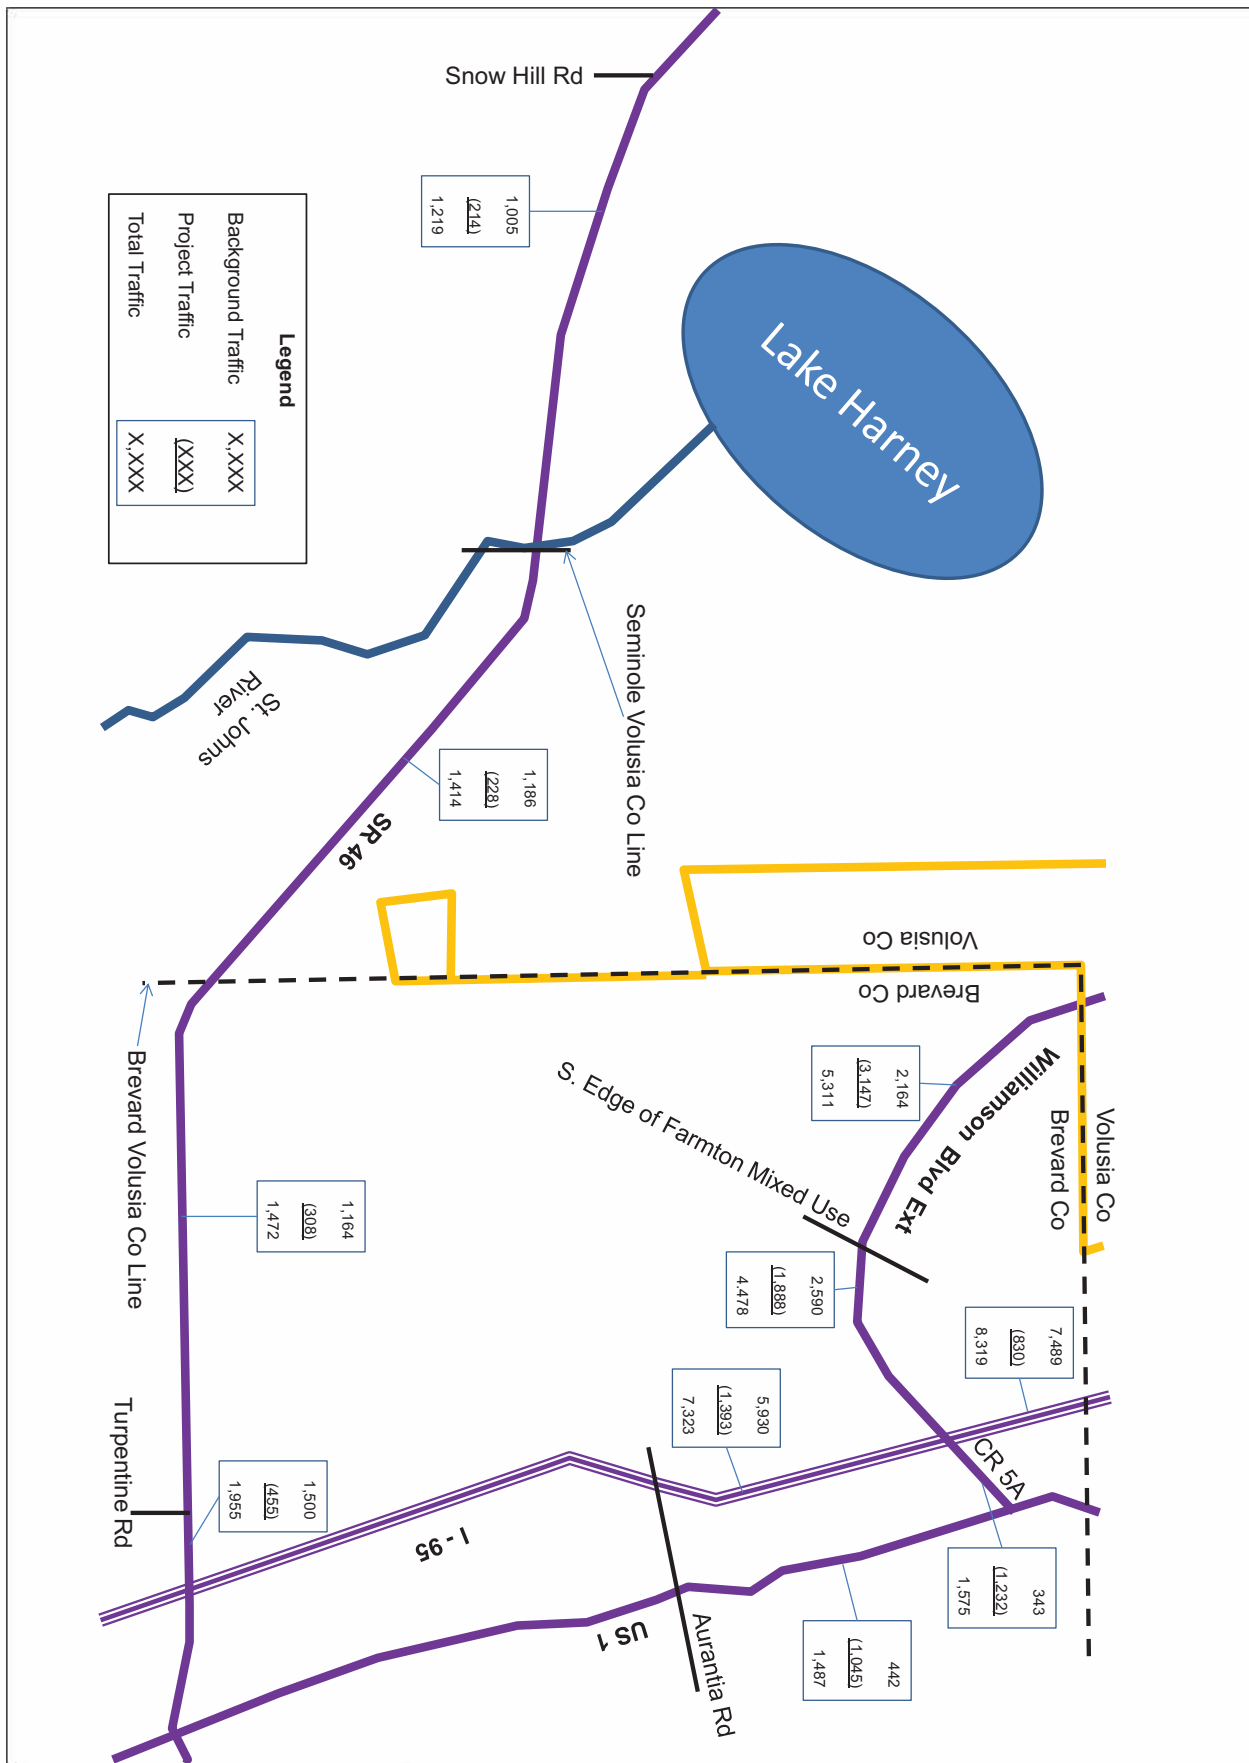 Snow Hill Rd
1,005
(214)
1,219
Legend
Background Traffic X,XXX
Project Traffic (XXX)
Total Traffic X,XXX
Lake Harney
Seminole Volusia Co Line
St. Johns
River
1,186
(228)
1,414
SR 46
Volusia Co
Brevard Co
Brevard Volusia Co Line
Williamson Blvd Ext
Volusia Co
Brevard Co
2,164
(3,147)
5,311
S. Edge of Farmton Mixed Use
1,164
(308)
1,472
2,590
(1,888)
4.478
7,489
(830)
8,319
5,930
(1,393)
7,323
CR 5A
Turpentine Rd
1,500
(455)
1,955
I - 95
US 1
Aurantia Rd
343
(1,232)
1,575
442
(1,045)
1,487